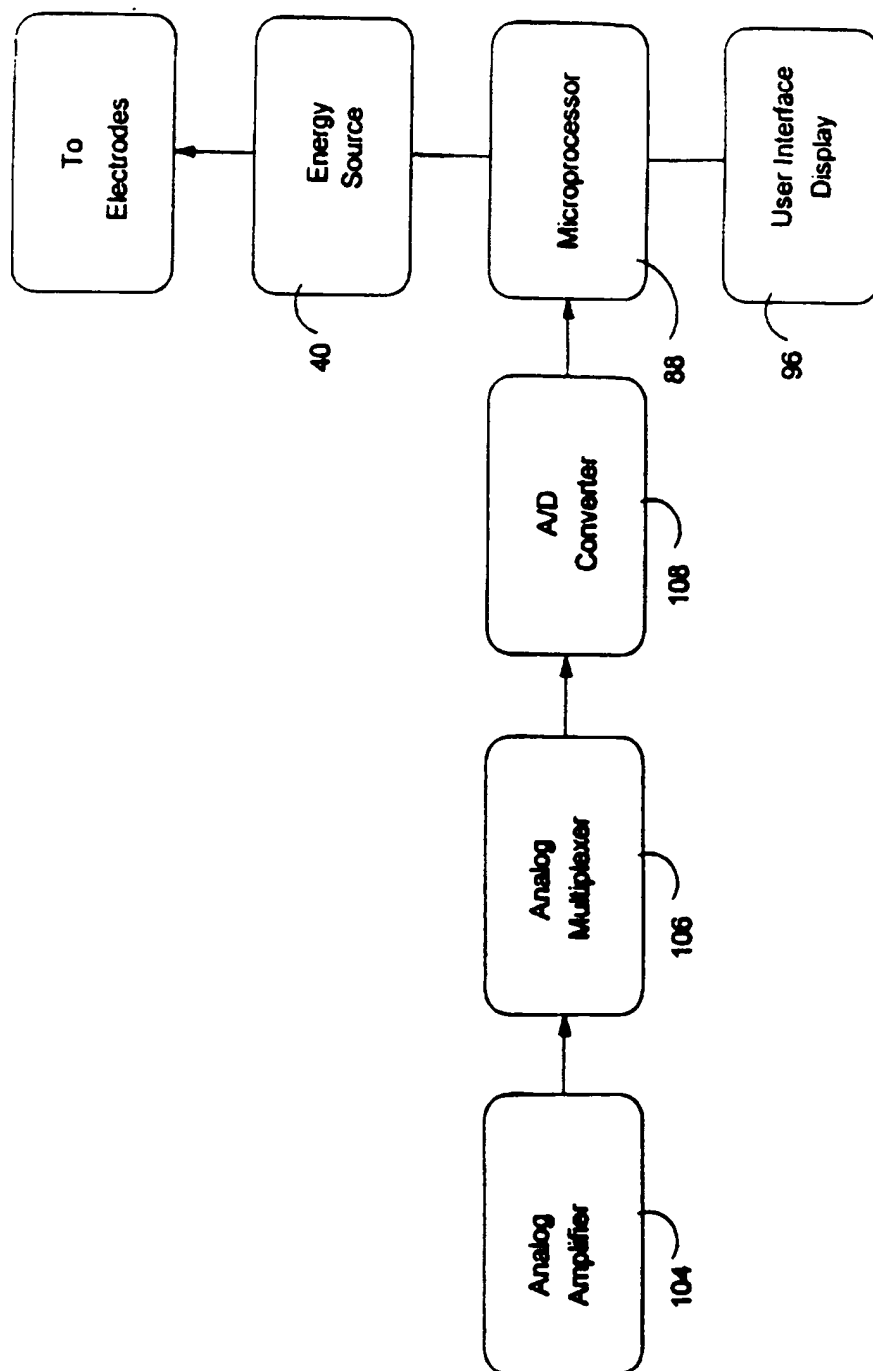 To
Electrodes
Energy
Source
40
Microprocessor
88
User Interface
Display
96
A/D
Converter
108
Analog
Multiplexer
106
Analog
Amplifier
104